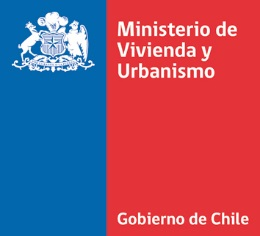 Ministerio de
Vivienda y
Urbanismo
Gobierno de Chile